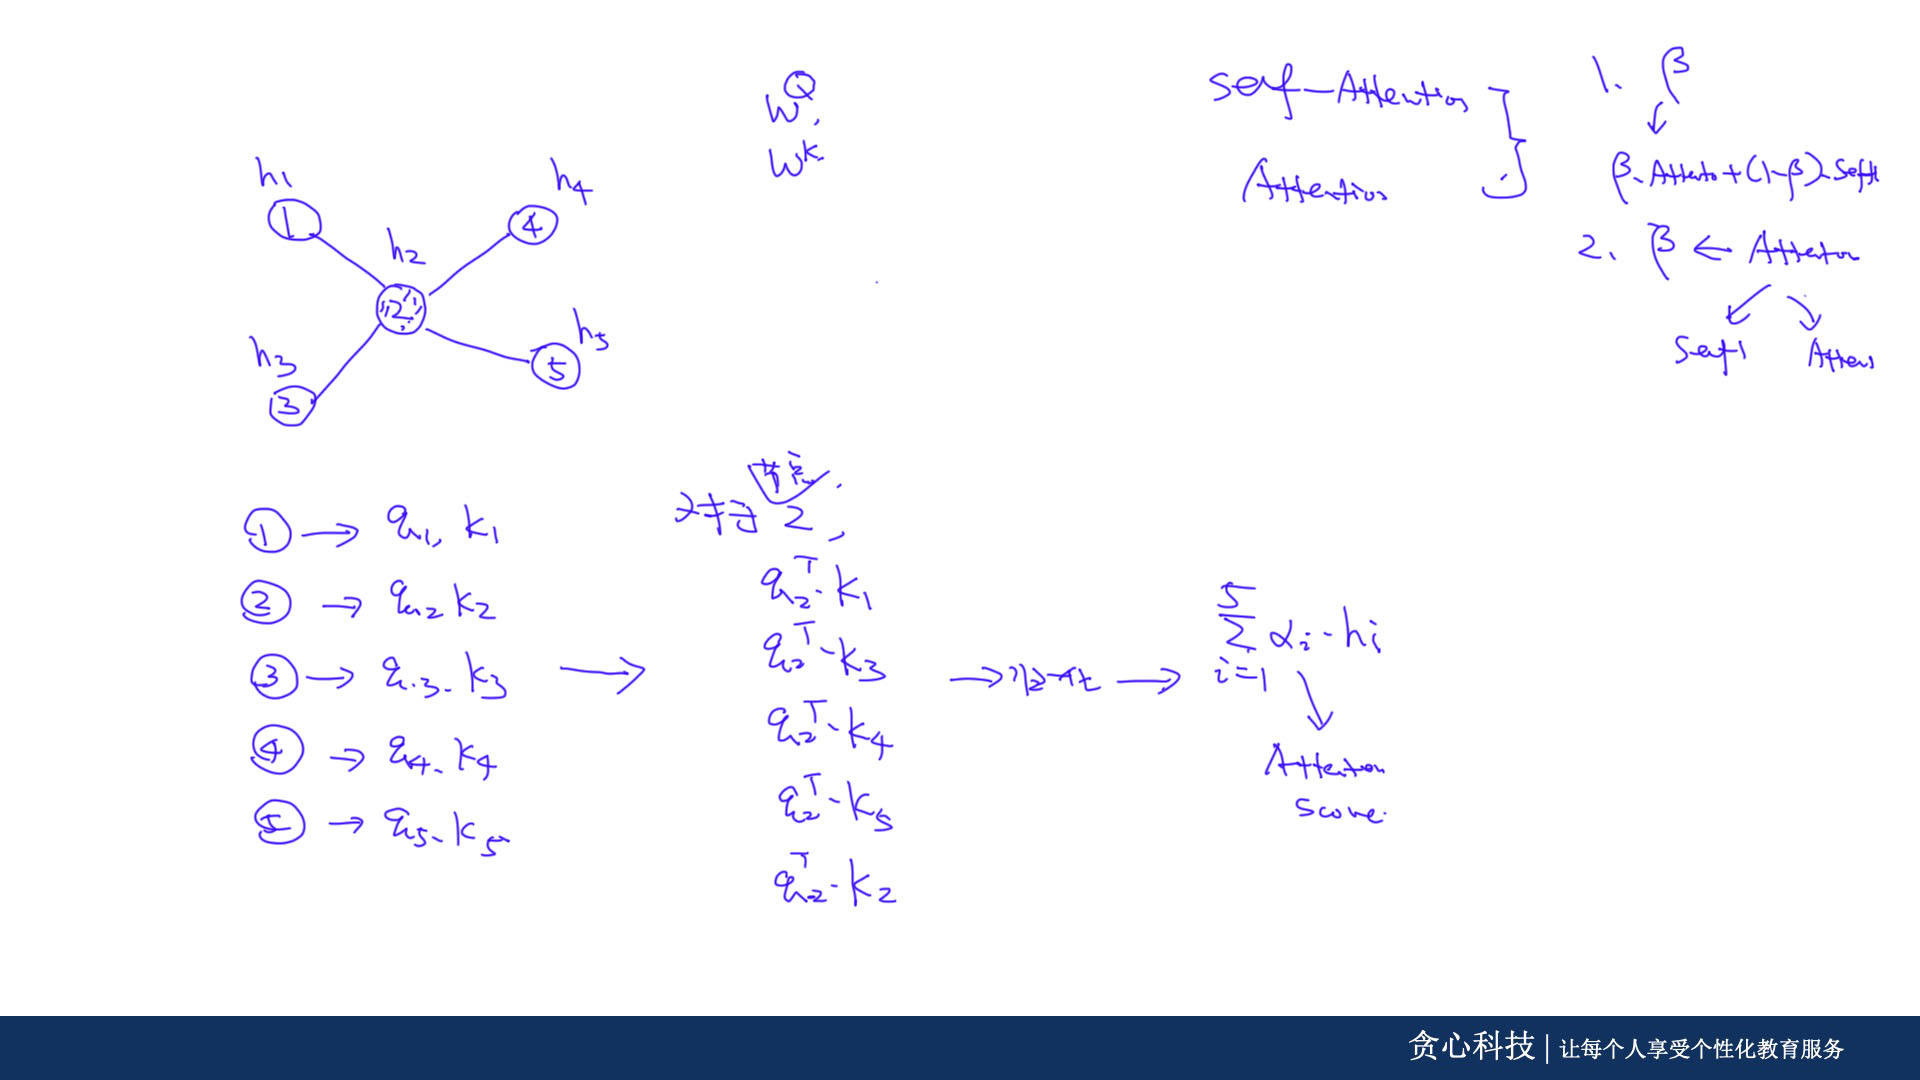 W^Q,
W^K
h1
h4
1
4
h2
2
h3
h5
3
5
self-Attention
Attention
1. β
β·Attento+(1-β)·Self
2. β ← Attention
Self
Atten
① → q1, k1
② → q2 k2
③ → q3 · k3
④ → q4 · k4
⑤ → q5 · k5
对于 节点 2,
q2^T · k1
q2^T · k3
q2^T · k4
q2^T · k5
q2^T · k2
→ 归一化 →
5
Σ αi · hi
i=1
Attention
score
贪心科技 | 让每个人享受个性化教育服务